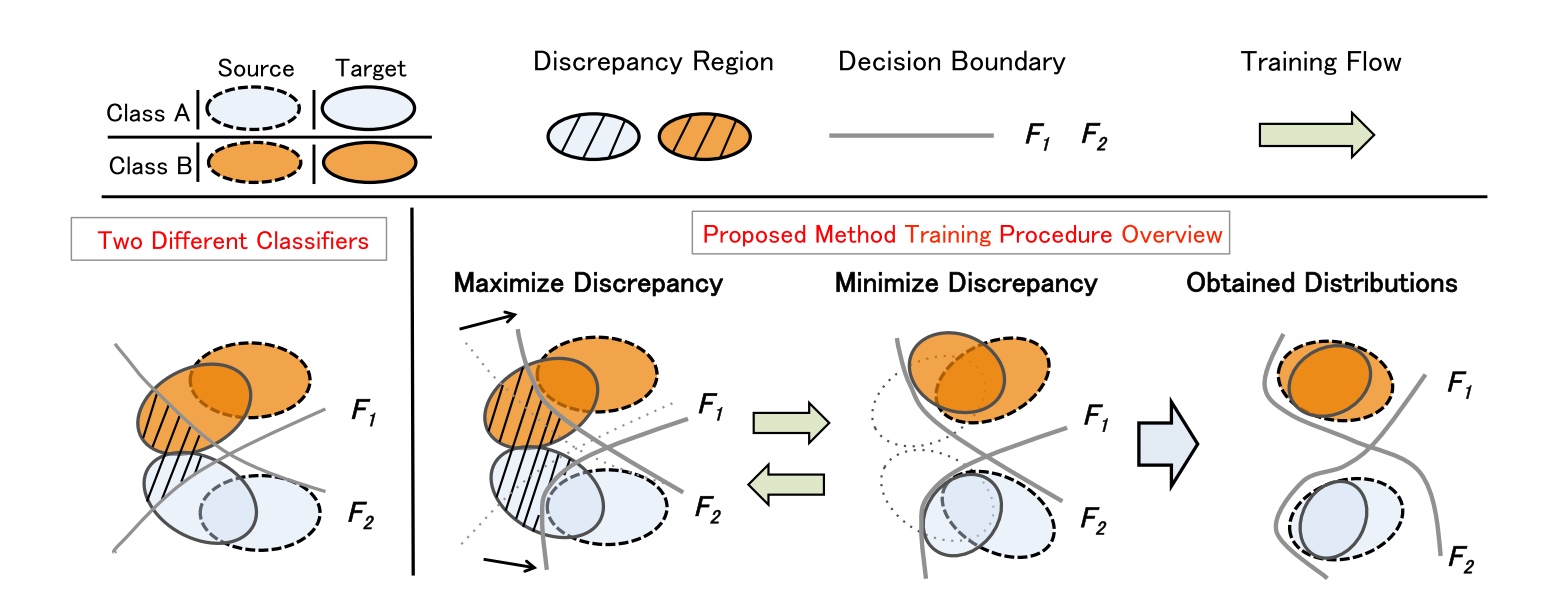 Source Target
Class A
Class B
Discrepancy Region
Decision Boundary
F1 F2
Training Flow
Two Different Classifiers
F1
F2
Proposed Method Training Procedure Overview
Maximize Discrepancy
F1
F2
Minimize Discrepancy
F1
F2
Obtained Distributions
F1
F2